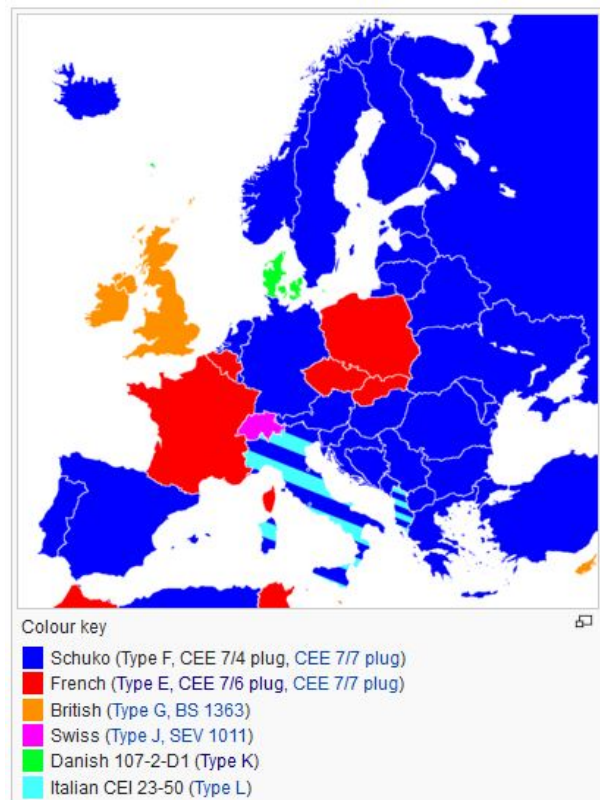 Colour key
Schuko (Type F, CEE 7/4 plug, CEE 7/7 plug)
French (Type E, CEE 7/6 plug, CEE 7/7 plug)
British (Type G, BS 1363)
Swiss (Type J, SEV 1011)
Danish 107-2-D1 (Type K)
Italian CEI 23-50 (Type L)